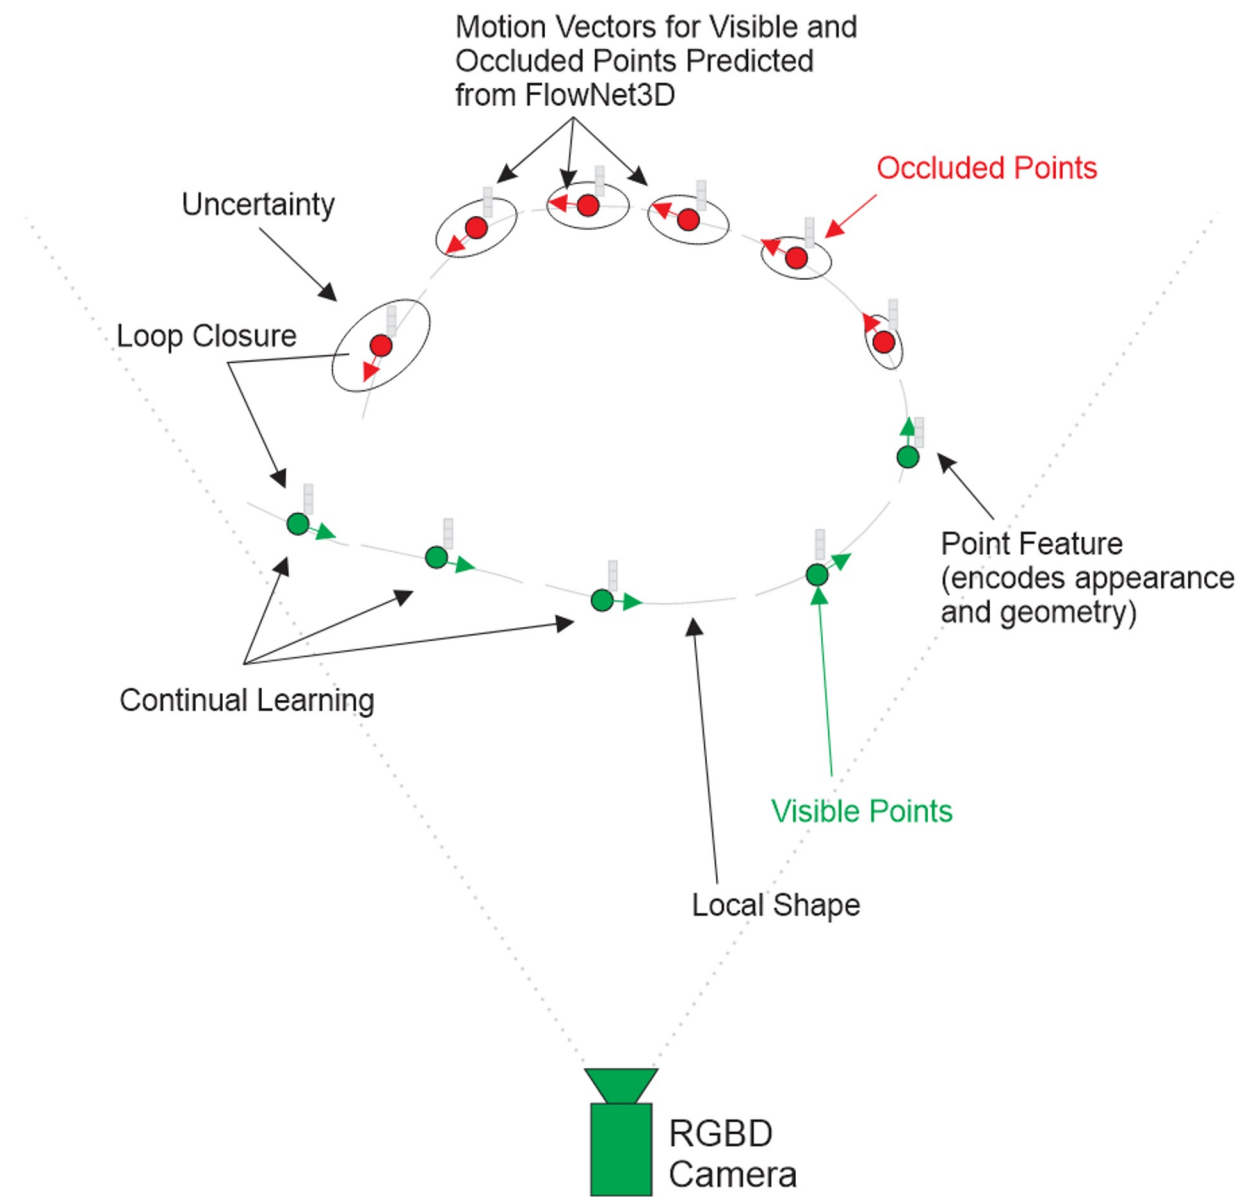 Motion Vectors for Visible and
Occluded Points Predicted
from FlowNet3D
Occluded Points
Uncertainty
Loop Closure
Point Feature
(encodes appearance
and geometry)
Continual Learning
Visible Points
Local Shape
RGBD
Camera